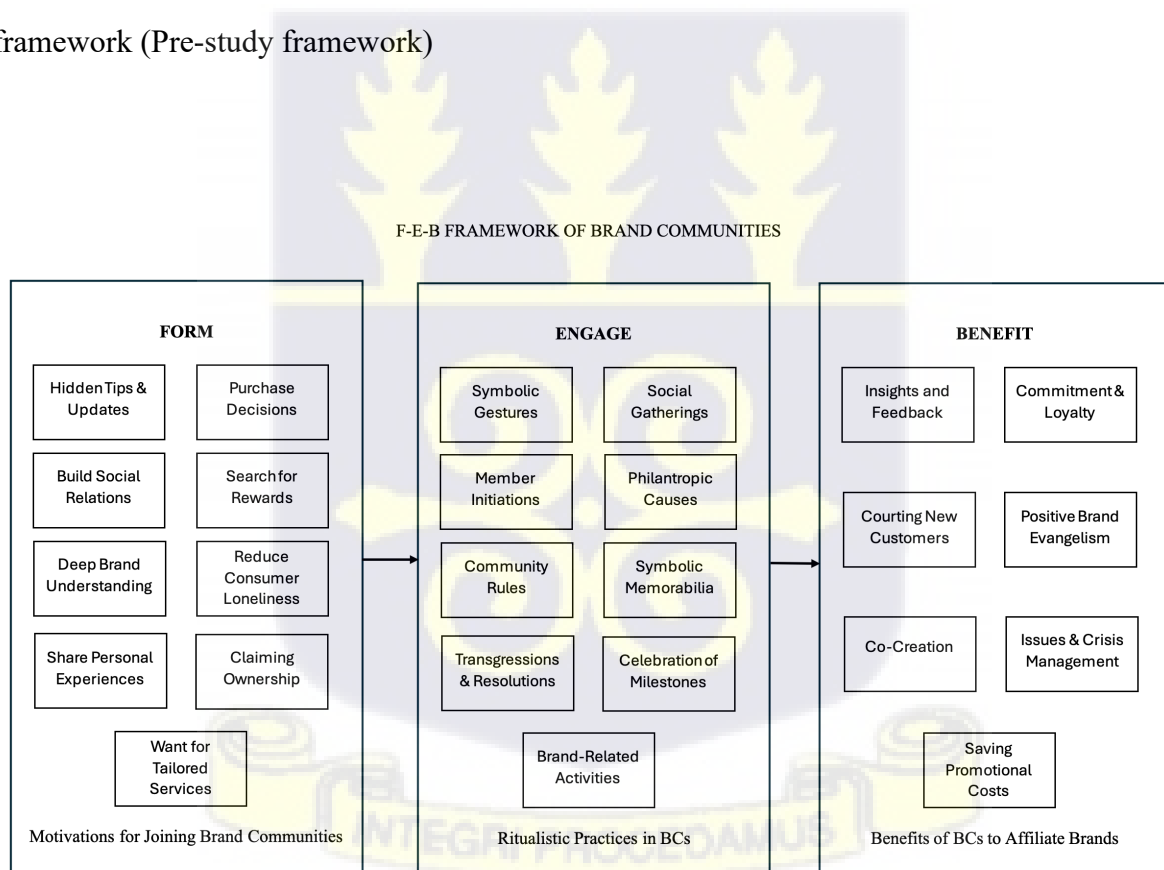 framework (Pre-study framework)
F-E-B FRAMEWORK OF BRAND COMMUNITIES
FORM
Hidden Tips &
Updates
Purchase
Decisions
Build Social
Relations
Search for
Rewards
Deep Brand
Understanding
Reduce
Consumer
Loneliness
Share Personal
Experiences
Claiming
Ownership
Want for
Tailored
Services
Motivations for Joining Brand Communities
ENGAGE
Symbolic
Gestures
Social
Gatherings
Member
Initiations
Philantropic
Causes
Community
Rules
Symbolic
Memorabilia
Transgressions
& Resolutions
Celebration of
Milestones
Brand-Related
Activities
Ritualistic Practices in BCs
BENEFIT
Insights and
Feedback
Commitment &
Loyalty
Courting New
Customers
Positive Brand
Evangelism
Co-Creation
Issues & Crisis
Management
Saving
Promotional
Costs
Benefits of BCs to Affiliate Brands
INTEGRI PROCEDAMUS